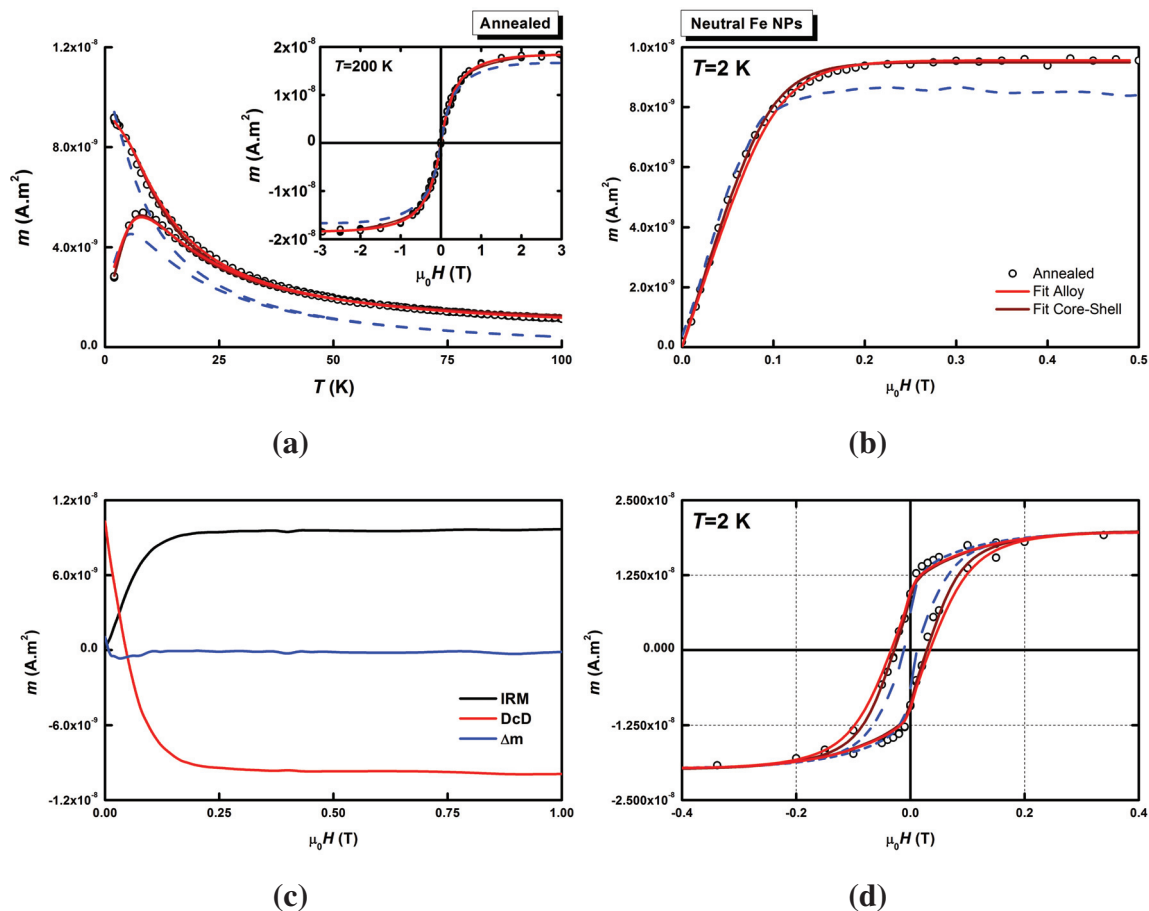 Annealed
1.2x10⁻⁸
8.0x10⁻⁹
4.0x10⁻⁹
0.0
m (A.m²)
0
25
50
75
100
T (K)
T=200 K
2x10⁻⁸
1x10⁻⁸
0
-1x10⁻⁸
-2x10⁻⁸
m (A.m²)
-3
-2
-1
0
1
2
3
μ₀H (T)
(a)
Neutral Fe NPs
T=2 K
1.0x10⁻⁸
8.0x10⁻⁹
6.0x10⁻⁹
4.0x10⁻⁹
2.0x10⁻⁹
0.0
m (A.m²)
Annealed
Fit Alloy
Fit Core-Shell
0.0
0.1
0.2
0.3
0.4
0.5
μ₀H (T)
(b)
1.2x10⁻⁸
6.0x10⁻⁹
0.0
-6.0x10⁻⁹
-1.2x10⁻⁸
m (A.m²)
IRM
DcD
Δm
0.00
0.25
0.50
0.75
1.00
μ₀H (T)
(c)
T=2 K
2.500x10⁻⁸
1.250x10⁻⁸
0.000
-1.250x10⁻⁸
-2.500x10⁻⁸
m (A.m²)
-0.4
-0.2
0.0
0.2
0.4
μ₀H (T)
(d)